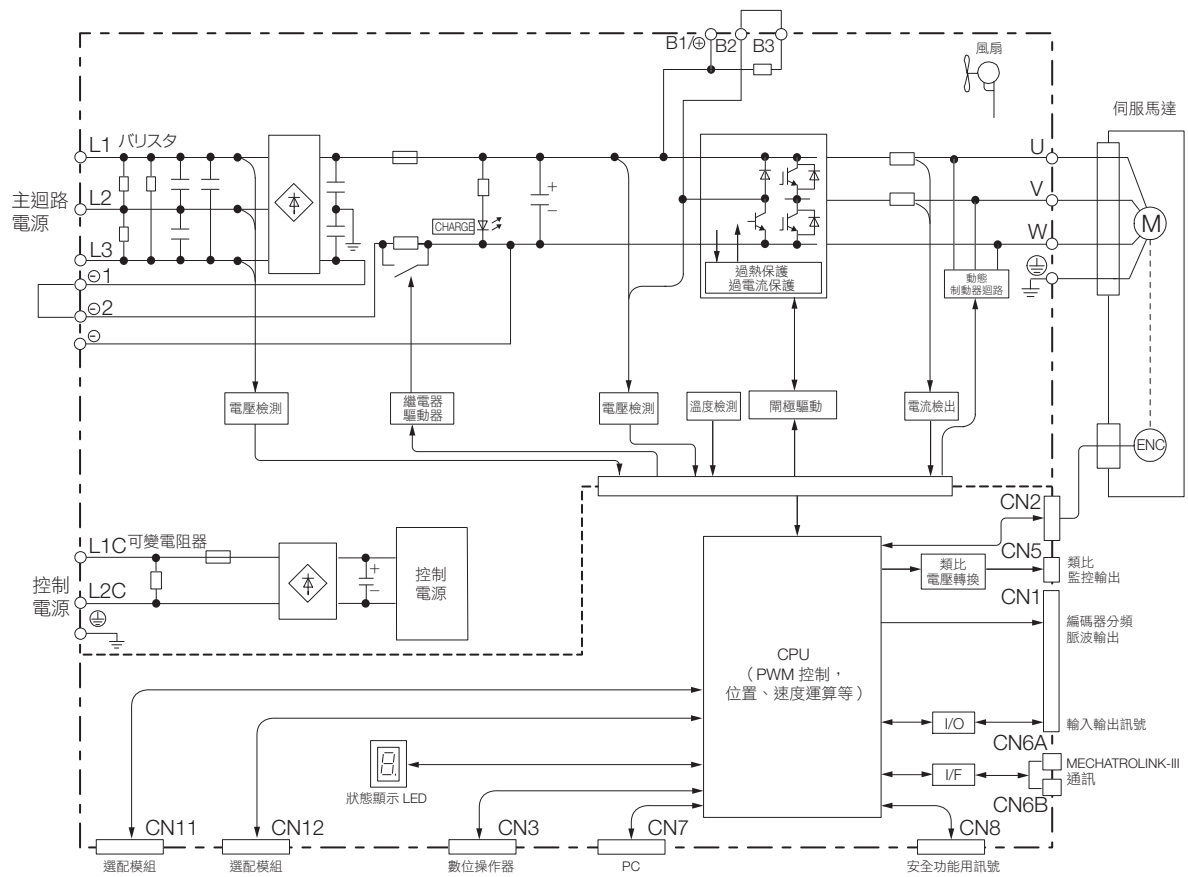 B1/⊕
B2
B3
風扇
伺服馬達
L1
バリスタ
U
主迴路
電源
L2
V
CHARGE
+
−
W
M
L3
過熱保護
過電流保護
⊖1
動態
制動器迴路
⊖2
⊖
電壓檢測
繼電器
驅動器
電壓檢測
溫度檢測
閘極驅動
電流檢出
ENC
CN2
L1C
可變電阻器
控制
電源
L2C
+
−
控制
電源
類比
電壓轉換
CN5
類比
監控輸出
CN1
編碼器分頻
脈波輸出
CPU
（PWM 控制，
位置、速度運算等）
I/O
輸入輸出訊號
CN6A
MECHATROLINK-III
通訊
I/F
CN6B
8.
狀態顯示 LED
CN11
CN12
CN3
CN7
CN8
選配模組
選配模組
數位操作器
PC
安全功能用訊號